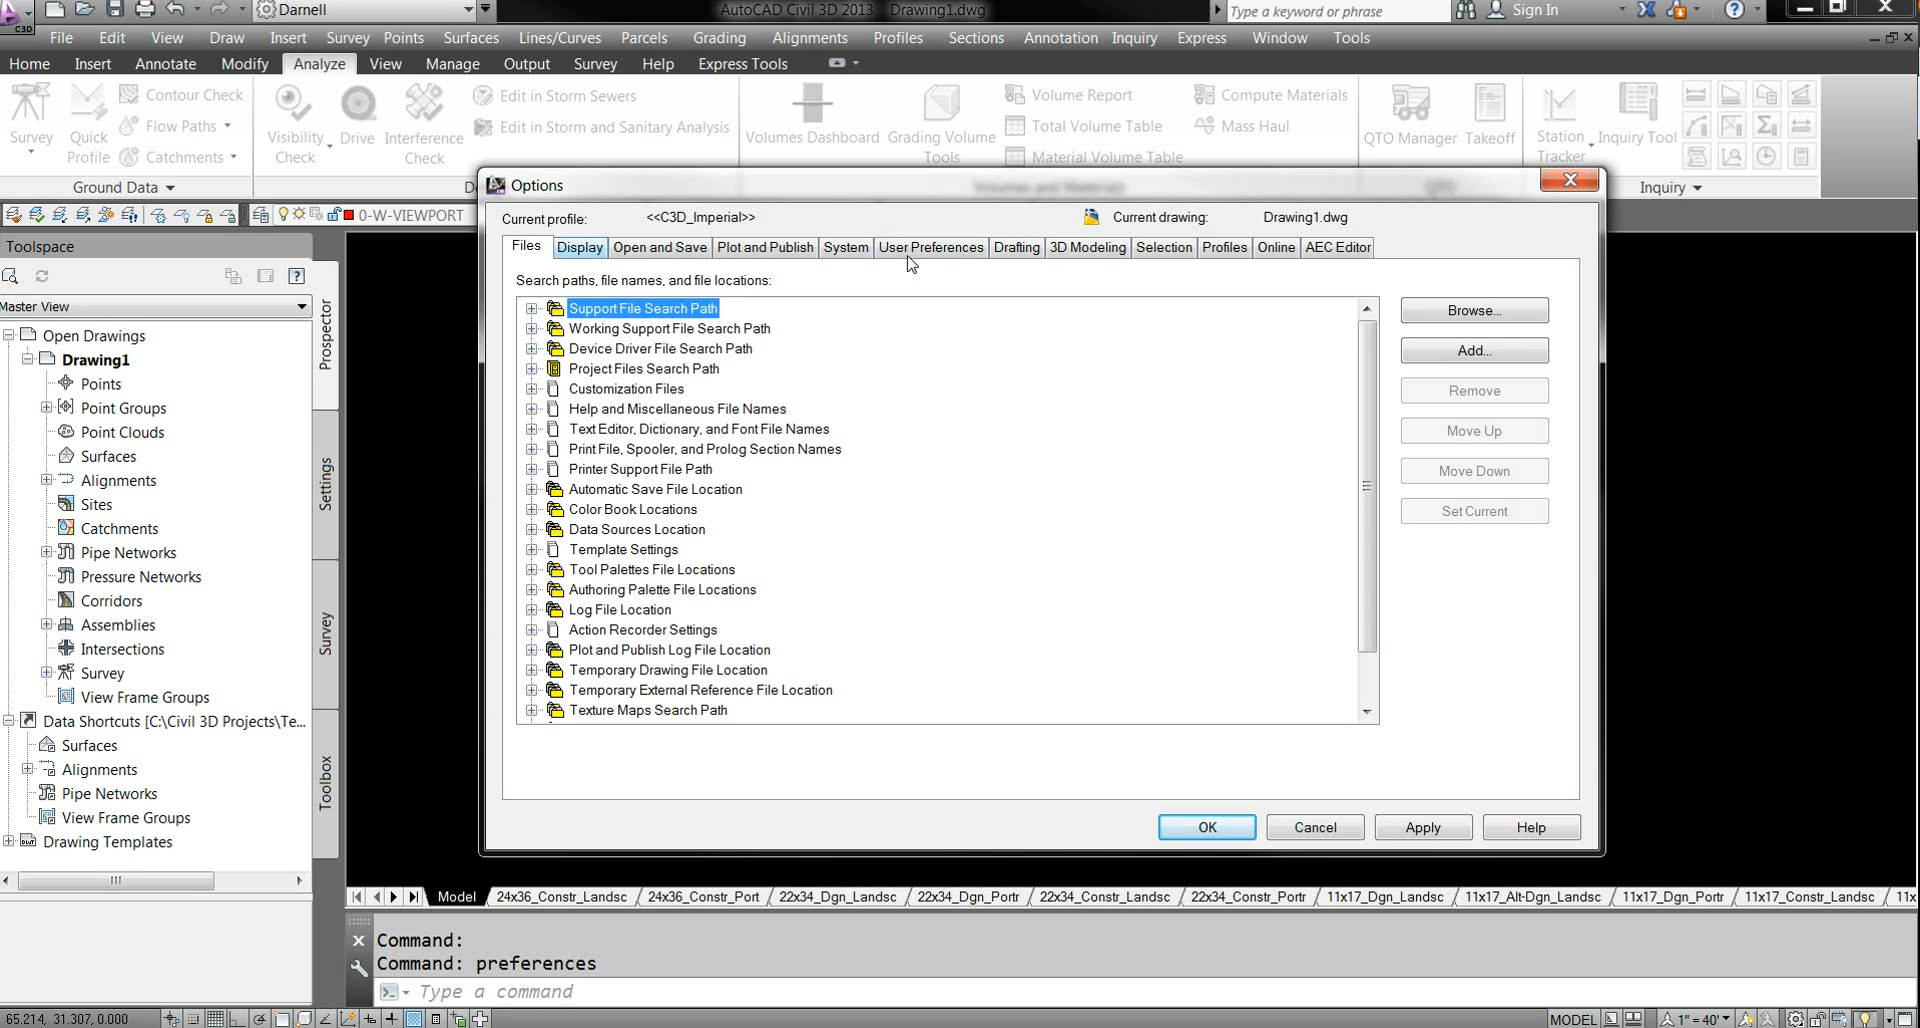 Darnell
AutoCAD Civil 3D 2013 Drawing1.dwg
Type a keyword or phrase
Sign In
C3D
File Edit View Draw Insert Survey Points Surfaces Lines/Curves Parcels Grading Alignments Profiles Sections Annotation Inquiry Express Window Tools
Home Insert Annotate Modify Analyze View Manage Output Survey Help Express Tools
Survey
Quick Profile
Contour Check
Flow Paths
Catchments
Visibility Check
Drive
Interference Check
Edit in Storm Sewers
Edit in Storm and Sanitary Analysis
Volumes Dashboard
Grading Volume Tools
Volume Report
Total Volume Table
Material Volume Table
Compute Materials
Mass Haul
QTO Manager
Takeoff
Station Tracker
Inquiry Tool
Ground Data
Volumes and Materials
QTO
Inquiry
0-W-VIEWPORT
Toolspace
Master View
Open Drawings
Drawing1
Points
Point Groups
Point Clouds
Surfaces
Alignments
Sites
Catchments
Pipe Networks
Pressure Networks
Corridors
Assemblies
Intersections
Survey
View Frame Groups
Data Shortcuts [C:\Civil 3D Projects\Te...
Surfaces
Alignments
Pipe Networks
View Frame Groups
Drawing Templates
Prospector
Settings
Survey
Toolbox
Options
Current profile: <<C3D_Imperial>> Current drawing: Drawing1.dwg
Files Display Open and Save Plot and Publish System User Preferences Drafting 3D Modeling Selection Profiles Online AEC Editor
Search paths, file names, and file locations:
Support File Search Path
Working Support File Search Path
Device Driver File Search Path
Project Files Search Path
Customization Files
Help and Miscellaneous File Names
Text Editor, Dictionary, and Font File Names
Print File, Spooler, and Prolog Section Names
Printer Support File Path
Automatic Save File Location
Color Book Locations
Data Sources Location
Template Settings
Tool Palettes File Locations
Authoring Palette File Locations
Log File Location
Action Recorder Settings
Plot and Publish Log File Location
Temporary Drawing File Location
Temporary External Reference File Location
Texture Maps Search Path
Browse...
Add...
Remove
Move Up
Move Down
Set Current
OK Cancel Apply Help
Model 24x36_Constr_Landsc 24x36_Constr_Port 22x34_Dgn_Landsc 22x34_Dgn_Portr 22x34_Constr_Landsc 22x34_Constr_Portr 11x17_Dgn_Landsc 11x17_Alt-Dgn_Landsc 11x17_Dgn_Portr 11x17_Constr_Landsc 11x
Command:
Command: preferences
Type a command
65.214, 31.307, 0.000
MODEL
1" = 40'